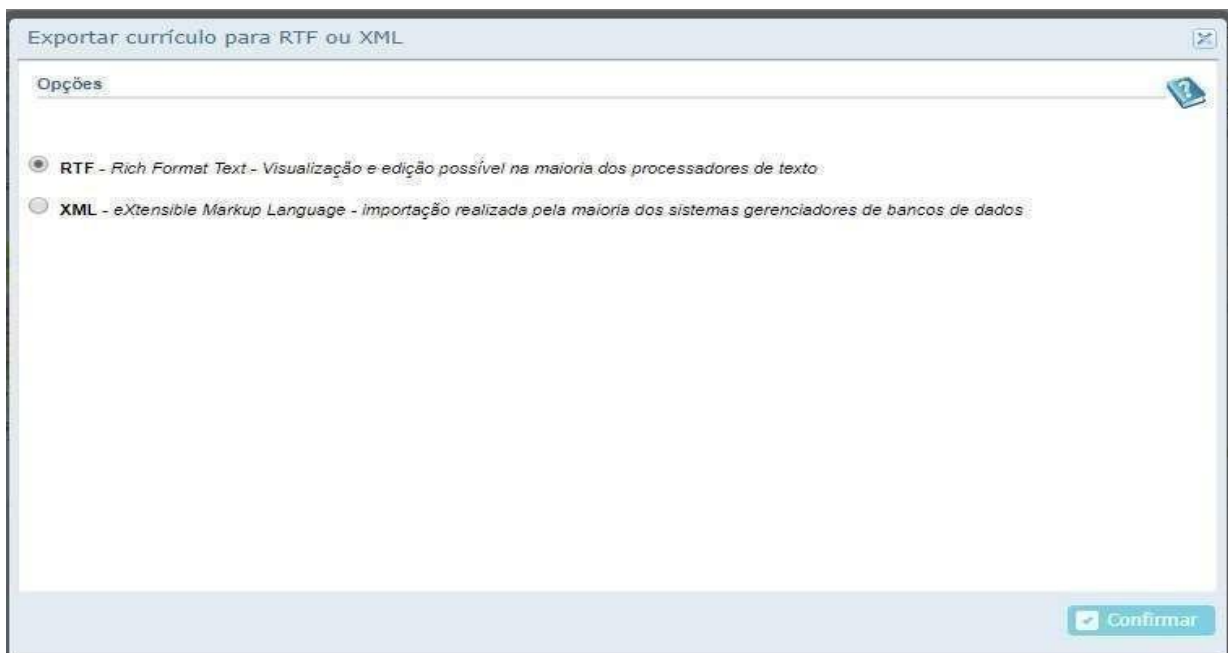 Exportar currículo para RTF ou XML
Opções
RTF - Rich Format Text - Visualização e edição possível na maioria dos processadores de texto
XML - eXtensible Markup Language - importação realizada pela maioria dos sistemas gerenciadores de bancos de dados
Confirmar